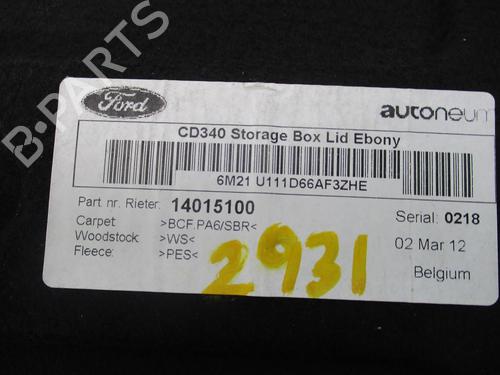 B-PARTS
Ford
autoneum
CD340 Storage Box Lid Ebony
6M21 U111D66AF3ZHE
Part nr. Rieter: 14015100
Serial: 0218
Carpet: >BCF.PA6/SBR<
Woodstock: >WS<
02 Mar 12
Fleece: >PES<
Belgium
2931